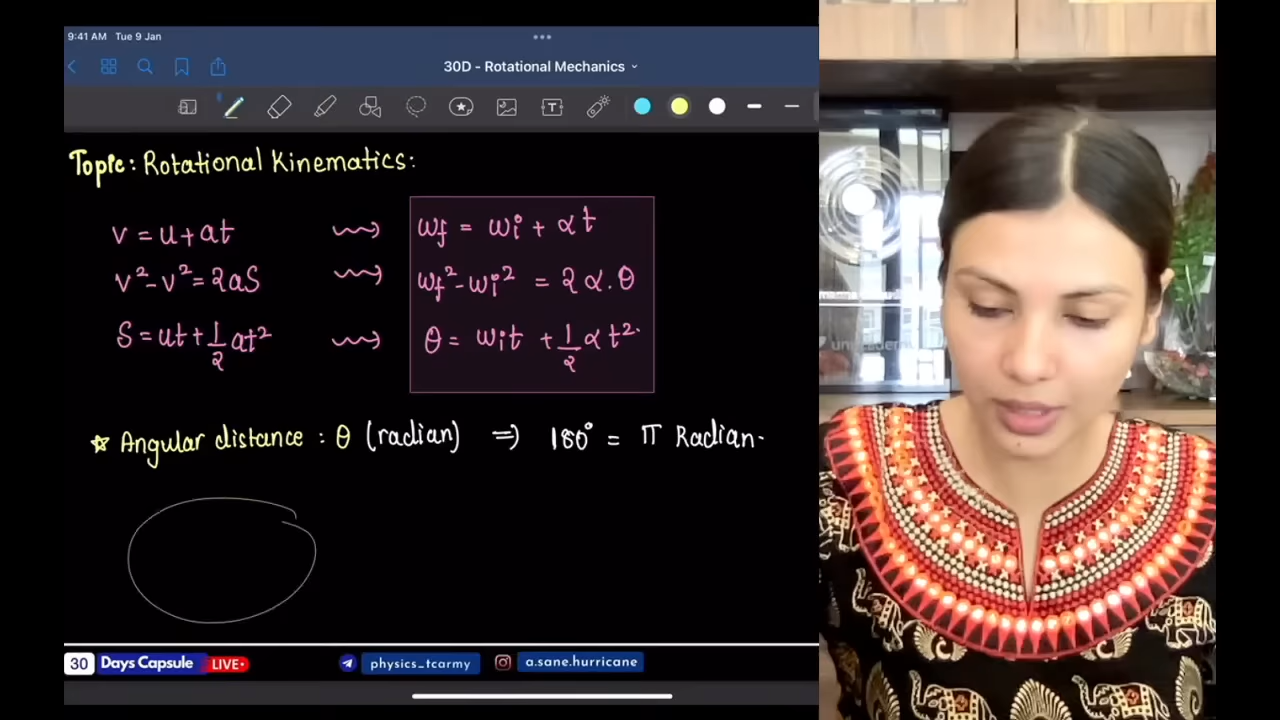 9:41 AM Tue 9 Jan
30D - Rotational Mechanics
Topic: Rotational Kinematics:
v = u + at ⇝ ωf = ωi + αt
v² - v² = 2aS ⇝ ωf² - ωi² = 2α.θ
S = ut + 1/2 at² ⇝ θ = ωit + 1/2 αt².
☆ Angular distance : θ (radian) ⇒ 180° = π Radian.
30 Days Capsule LIVE physics_tcarmy a.sane.hurricane